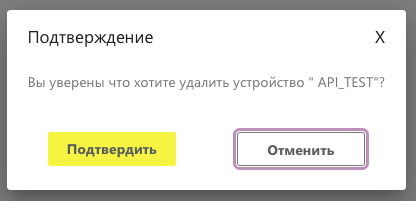 Подтверждение X
Вы уверены что хотите удалить устройство " API_TEST"?
Подтвердить Отменить